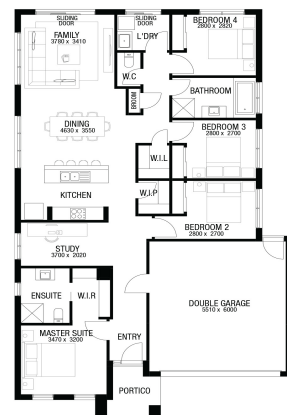 SLIDING
DOOR
SLIDING
DOOR
BEDROOM 4
2800 x 2820
FAMILY
3780 x 3410
L'DRY
W.C
BROOM
BATHROOM
DINING
4630 x 3550
BEDROOM 3
2800 x 2700
W.I.L
KITCHEN
W.I.P
BEDROOM 2
2800 x 2700
STUDY
3700 x 2020
ENSUITE
W.I.R
DOUBLE GARAGE
5510 x 6000
MASTER SUITE
3470 x 3200
ENTRY
PORTICO